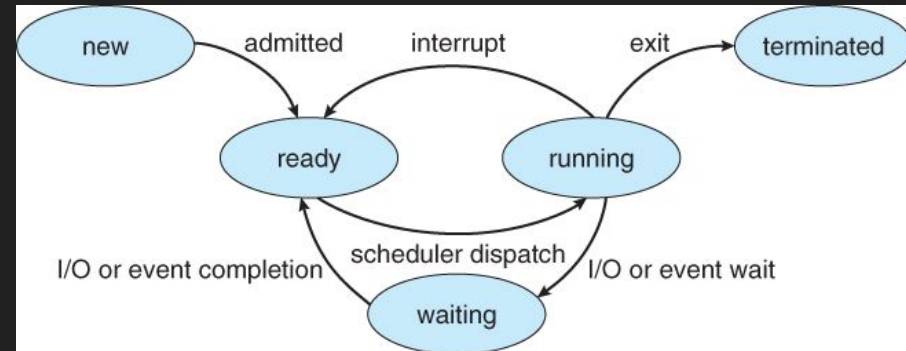 new
admitted
interrupt
exit
terminated
ready
running
I/O or event completion
scheduler dispatch
I/O or event wait
waiting